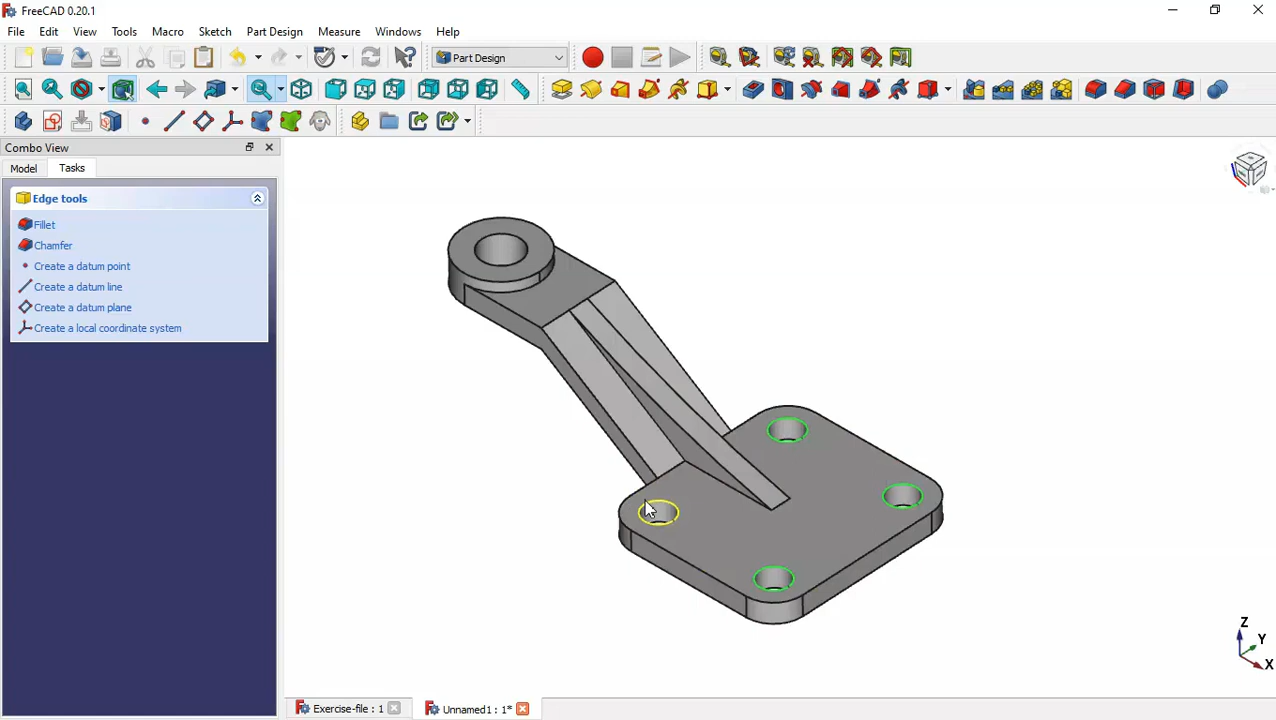 FreeCAD 0.20.1
File Edit View Tools Macro Sketch Part Design Measure Windows Help
Part Design
Combo View
Model Tasks
Edge tools
Fillet
Chamfer
Create a datum point
Create a datum line
Create a datum plane
Create a local coordinate system
Z
Y
X
Exercise-file : 1
Unnamed1 : 1*